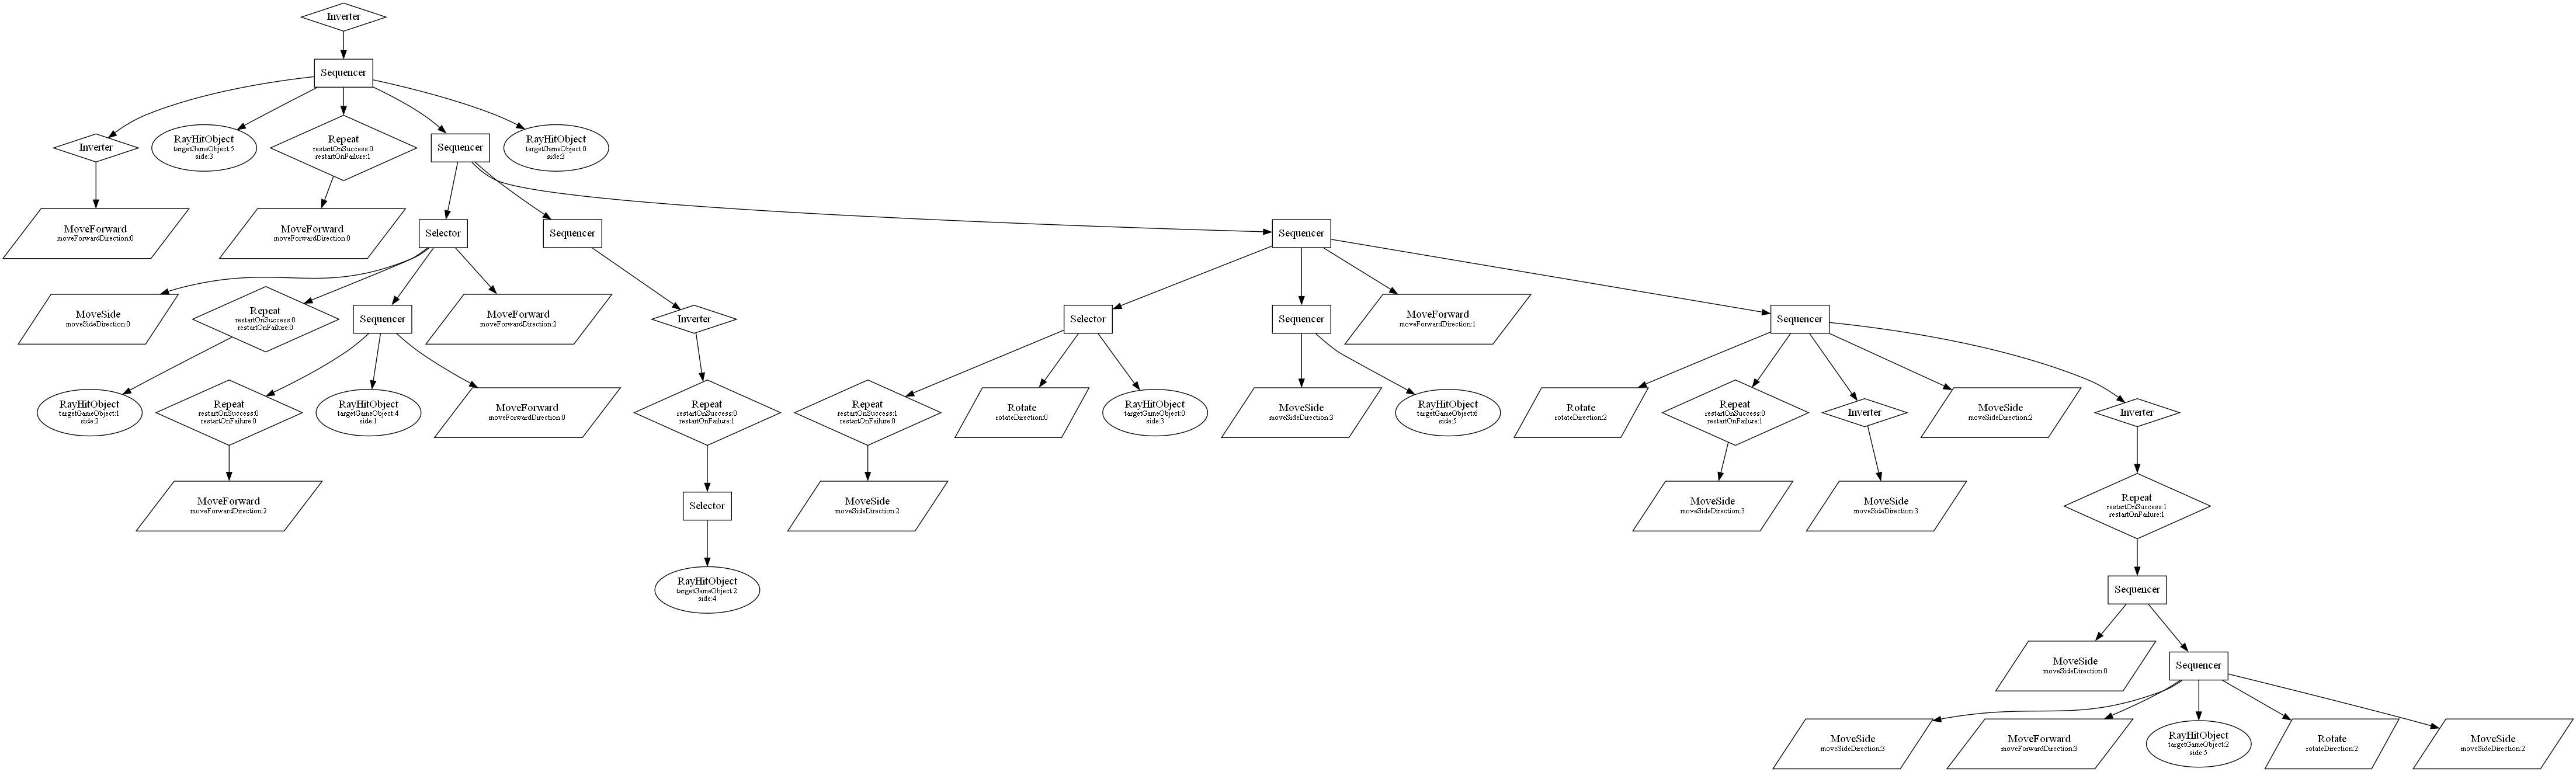 Inverter
Sequencer
Inverter
RayHitObject
targetGameObject:5
side:3
Repeat
restartOnSuccess:0
restartOnFailure:1
Sequencer
RayHitObject
targetGameObject:0
side:3
MoveForward
moveForwardDirection:0
MoveForward
moveForwardDirection:0
Selector
Sequencer
Sequencer
MoveSide
moveSideDirection:0
Repeat
restartOnSuccess:0
restartOnFailure:0
Sequencer
MoveForward
moveForwardDirection:2
Inverter
Selector
Sequencer
MoveForward
moveForwardDirection:1
Sequencer
RayHitObject
targetGameObject:1
side:2
Repeat
restartOnSuccess:0
restartOnFailure:0
RayHitObject
targetGameObject:4
side:1
MoveForward
moveForwardDirection:0
Repeat
restartOnSuccess:0
restartOnFailure:1
Repeat
restartOnSuccess:1
restartOnFailure:0
Rotate
rotateDirection:0
RayHitObject
targetGameObject:0
side:3
MoveSide
moveSideDirection:3
RayHitObject
targetGameObject:6
side:5
Rotate
rotateDirection:2
Repeat
restartOnSuccess:0
restartOnFailure:1
Inverter
MoveSide
moveSideDirection:2
Inverter
MoveForward
moveForwardDirection:2
Selector
MoveSide
moveSideDirection:2
MoveSide
moveSideDirection:3
MoveSide
moveSideDirection:3
Repeat
restartOnSuccess:1
restartOnFailure:1
RayHitObject
targetGameObject:2
side:4
Sequencer
MoveSide
moveSideDirection:0
Sequencer
MoveSide
moveSideDirection:3
MoveForward
moveForwardDirection:3
RayHitObject
targetGameObject:2
side:5
Rotate
rotateDirection:2
MoveSide
moveSideDirection:2